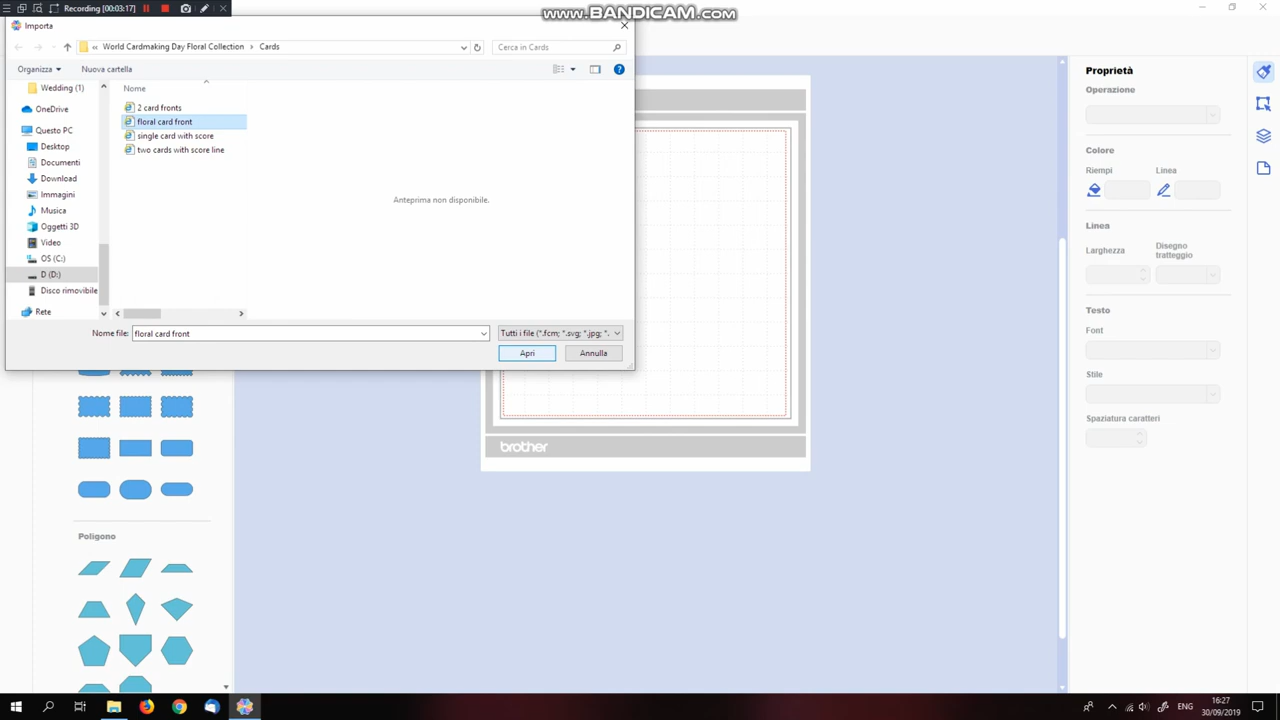 Recording [00:03:17]
www.BANDICAM.com
Importa
« World Cardmaking Day Floral Collection > Cards
Cerca in Cards
Organizza
Nuova cartella
Nome
Wedding (1)
OneDrive
Questo PC
Desktop
Documenti
Download
Immagini
Musica
Oggetti 3D
Video
OS (C:)
D (D:)
Disco rimovibile
Rete
2 card fronts
floral card front
single card with score
two cards with score line
Anteprima non disponibile.
Nome file:
floral card front
Tutti i file (*.fcm; *.svg; *.jpg; *.
Apri
Annulla
brother
Poligono
Proprietà
Operazione
Colore
Riempi
Linea
Linea
Larghezza
Disegno
tratteggio
Testo
Font
Stile
Spaziatura caratteri
ENG
16:27
30/09/2019